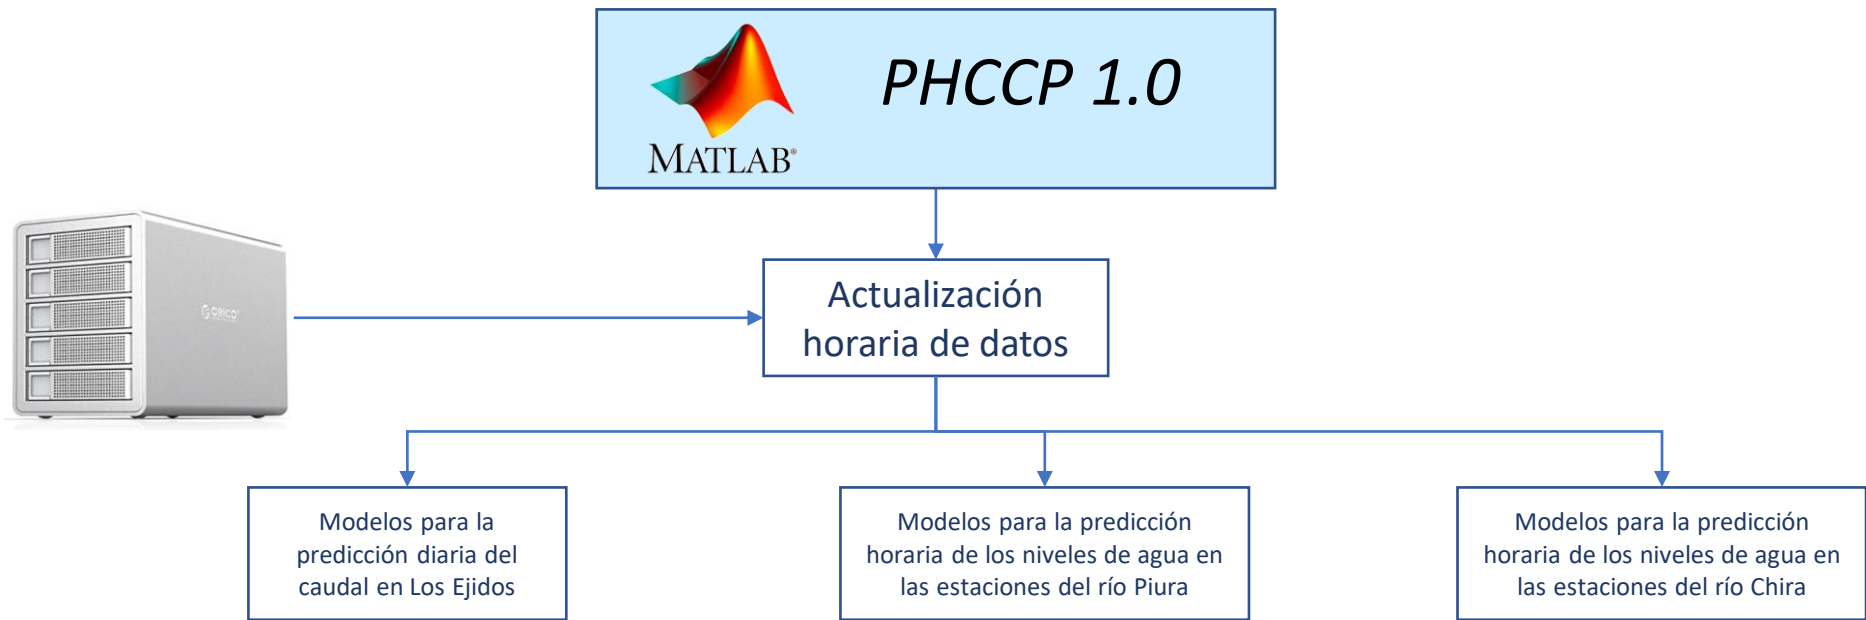 PHCCP 1.0
MATLAB®
ORICO
Actualización
horaria de datos
Modelos para la
predicción diaria del
caudal en Los Ejidos
Modelos para la predicción
horaria de los niveles de agua en
las estaciones del río Piura
Modelos para la predicción
horaria de los niveles de agua en
las estaciones del río Chira